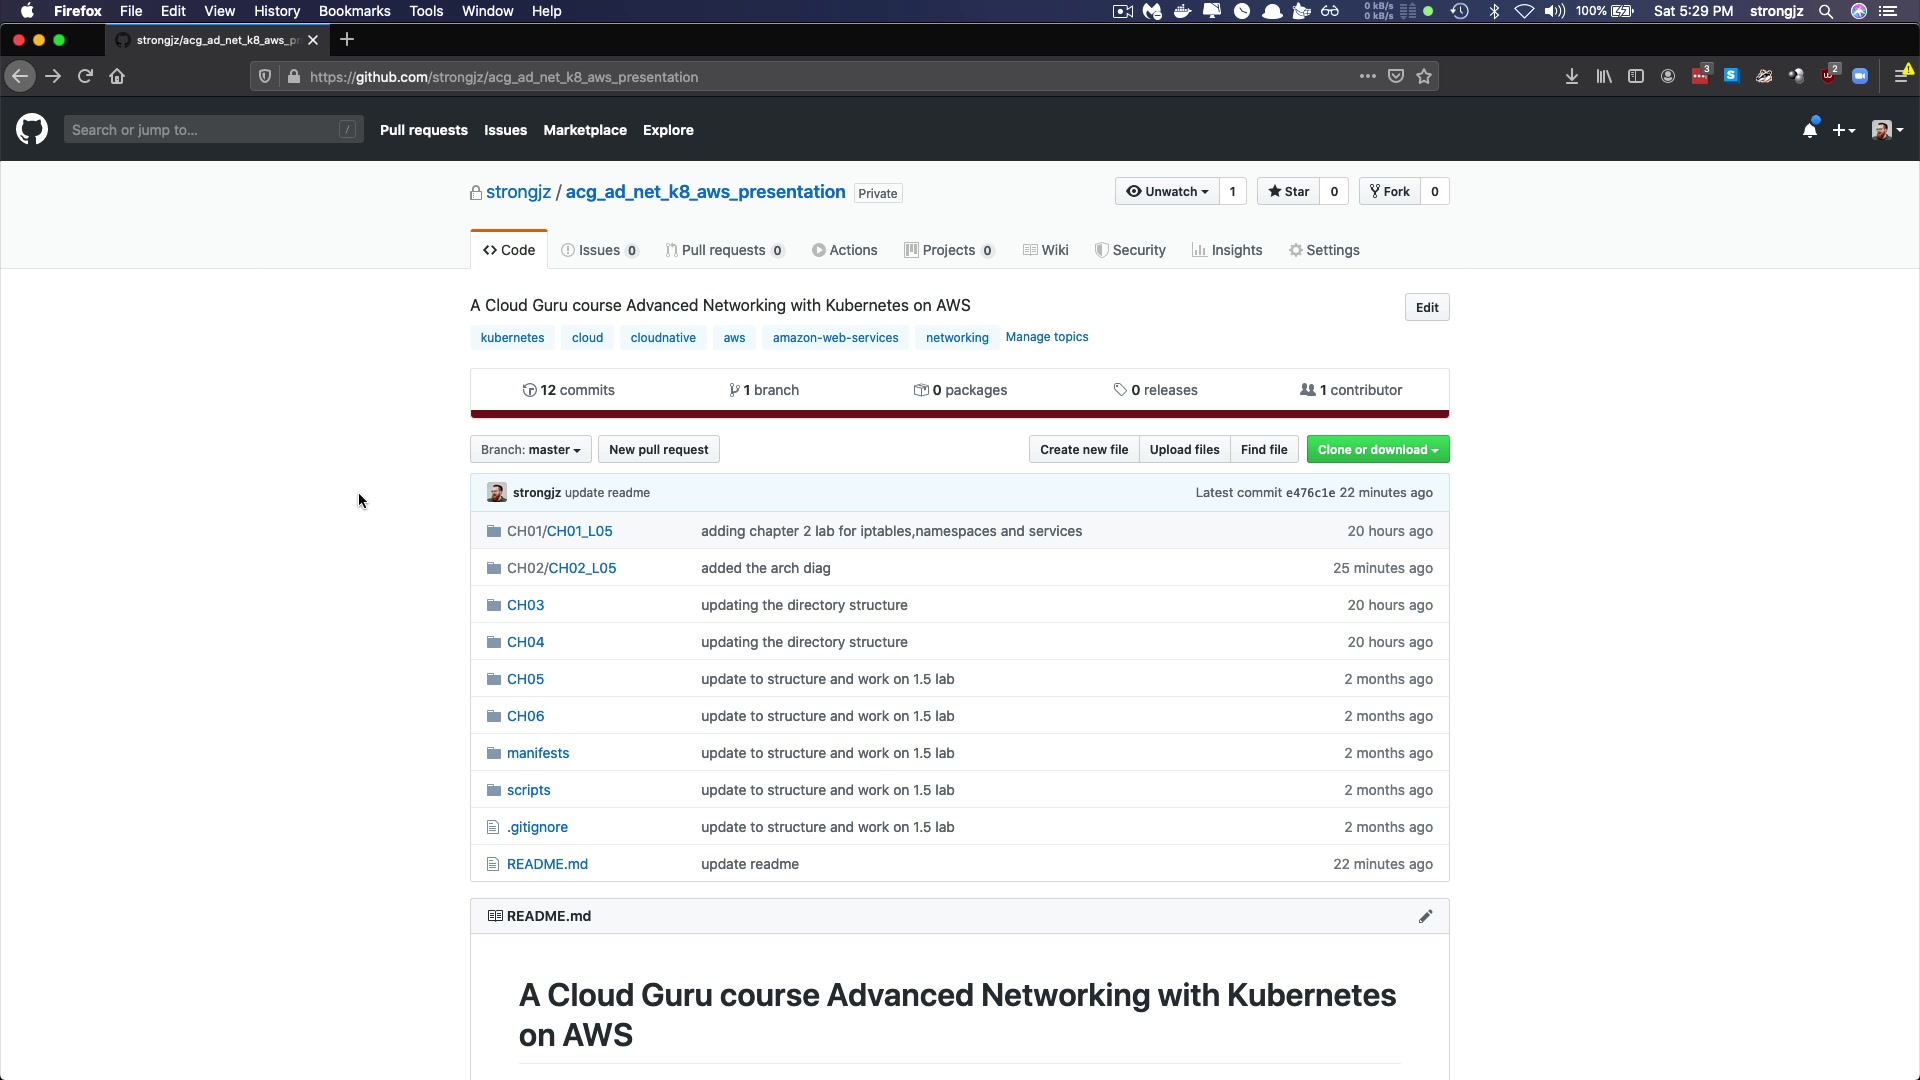 Firefox File Edit View History Bookmarks Tools Window Help 0 kB/s 0 kB/s 100% Sat 5:29 PM strongjz
strongjz/acg_ad_net_k8_aws_pr
https://github.com/strongjz/acg_ad_net_k8_aws_presentation 3 S 2
Search or jump to... / Pull requests Issues Marketplace Explore
strongjz / acg_ad_net_k8_aws_presentation Private Unwatch 1 Star 0 Fork 0
Code Issues 0 Pull requests 0 Actions Projects 0 Wiki Security Insights Settings
A Cloud Guru course Advanced Networking with Kubernetes on AWS Edit
kubernetes cloud cloudnative aws amazon-web-services networking Manage topics
12 commits 1 branch 0 packages 0 releases 1 contributor
Branch: master New pull request Create new file Upload files Find file Clone or download
strongjz update readme Latest commit e476c1e 22 minutes ago
CH01/CH01_L05 adding chapter 2 lab for iptables,namespaces and services 20 hours ago
CH02/CH02_L05 added the arch diag 25 minutes ago
CH03 updating the directory structure 20 hours ago
CH04 updating the directory structure 20 hours ago
CH05 update to structure and work on 1.5 lab 2 months ago
CH06 update to structure and work on 1.5 lab 2 months ago
manifests update to structure and work on 1.5 lab 2 months ago
scripts update to structure and work on 1.5 lab 2 months ago
.gitignore update to structure and work on 1.5 lab 2 months ago
README.md update readme 22 minutes ago
README.md
A Cloud Guru course Advanced Networking with Kubernetes
on AWS